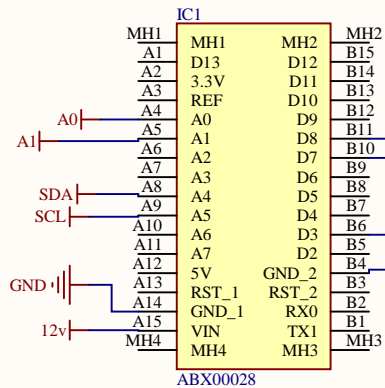 IC1
MH1 MH1 MH2 MH2
A1 D13 D12 B15
A2 3.3V D11 B14
A3 REF D10 B13
A0 A4 A0 D9 B12
A1 A5 A1 D8 B11
A6 A2 D7 B10
A7 A3 D6 B9
SDA A8 A4 D5 B8
SCL A9 A5 D4 B7
A10 A6 D3 B6
A11 A7 D2 B5
A12 5V GND_2 B4
GND A13 RST_1 RST_2 B3
A14 GND_1 RX0 B2
12v A15 VIN TX1 B1
MH4 MH4 MH3 MH3
ABX00028